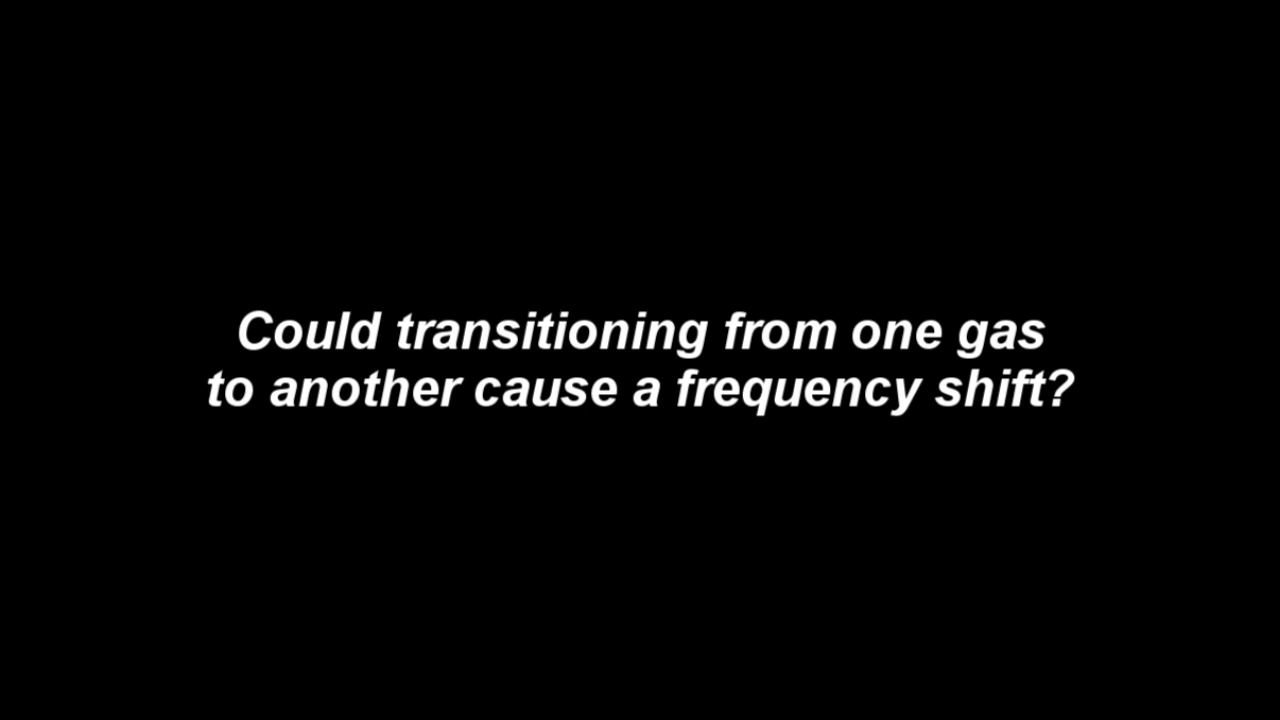 Could transitioning from one gas
to another cause a frequency shift?